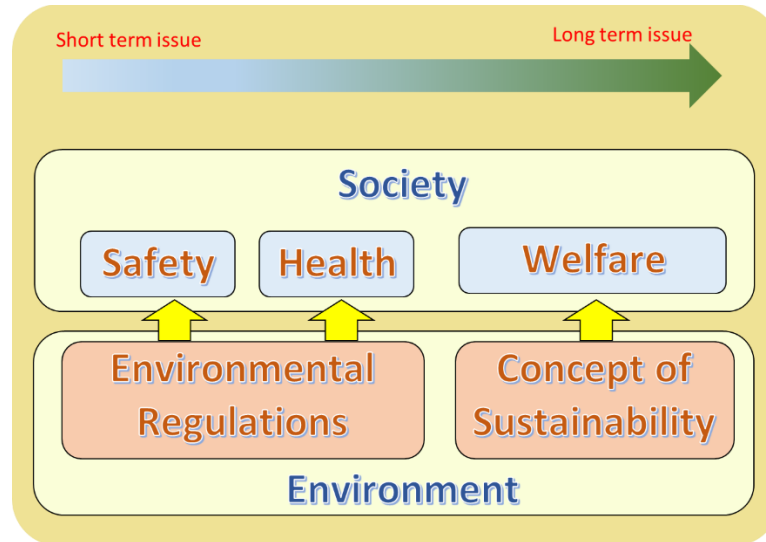 Short term issue
Long term issue
Society
Safety
Health
Welfare
Environmental
Regulations
Concept of
Sustainability
Environment